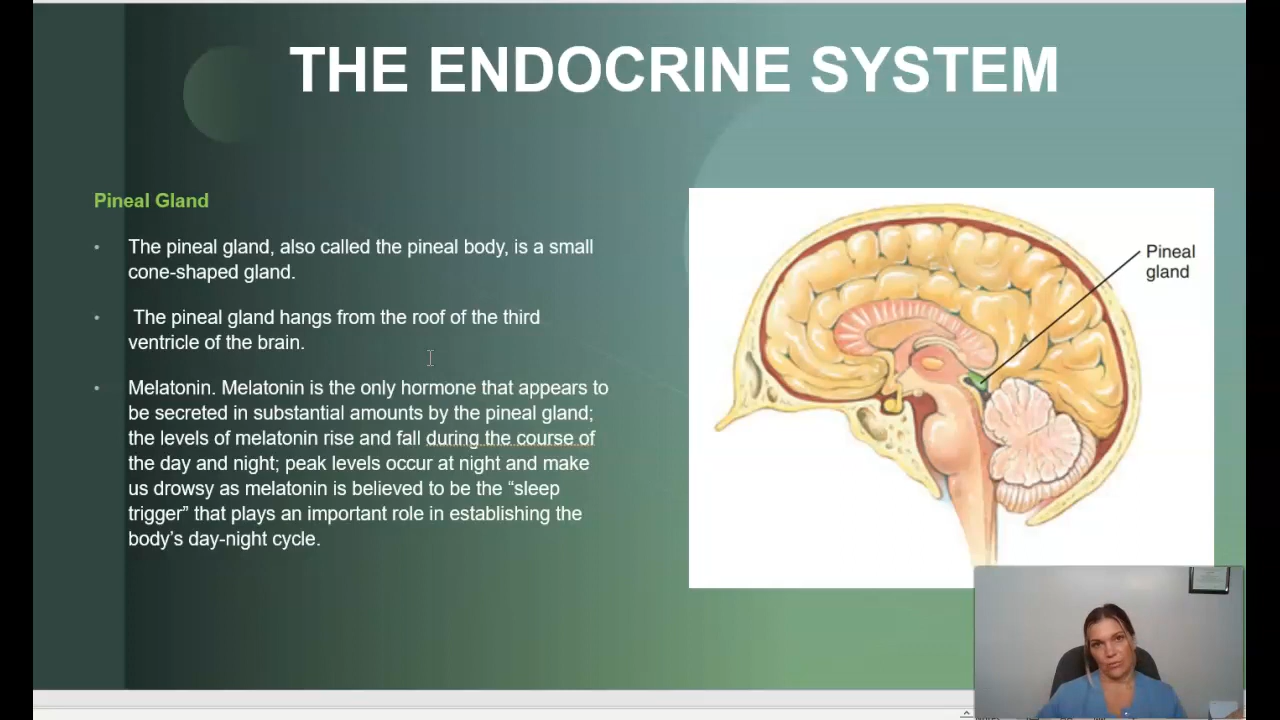 THE ENDOCRINE SYSTEM
Pineal Gland
• The pineal gland, also called the pineal body, is a small
cone-shaped gland.
• The pineal gland hangs from the roof of the third
ventricle of the brain.
• Melatonin. Melatonin is the only hormone that appears to
be secreted in substantial amounts by the pineal gland;
the levels of melatonin rise and fall during the course of
the day and night; peak levels occur at night and make
us drowsy as melatonin is believed to be the “sleep
trigger” that plays an important role in establishing the
body’s day-night cycle.
Pineal
gland